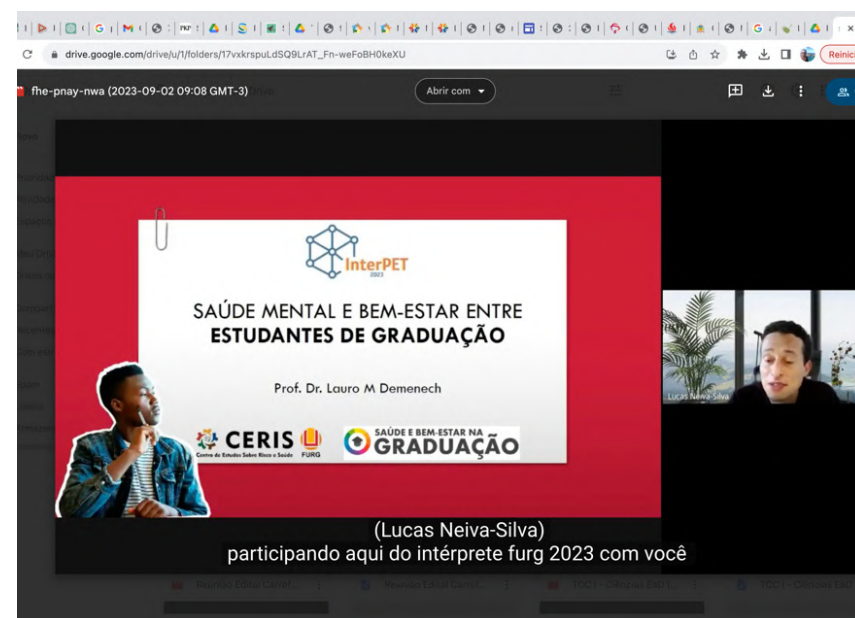 drive.google.com/drive/u/1/folders/17vxkrspuLdSQ9LrAT_Fn-weFoBH0keXU
Reinici
fhe-pnay-nwa (2023-09-02 09:08 GMT-3)
Abrir com
InterPET
2023
SAÚDE MENTAL E BEM-ESTAR ENTRE
ESTUDANTES DE GRADUAÇÃO
Prof. Dr. Lauro M Demenech
CERIS
Centro de Estudos Sobre Risco e Saúde
FURG
SAÚDE E BEM-ESTAR NA
GRADUAÇÃO
Lucas Neiva-Silva
(Lucas Neiva-Silva)
participando aqui do intérprete furg 2023 com você